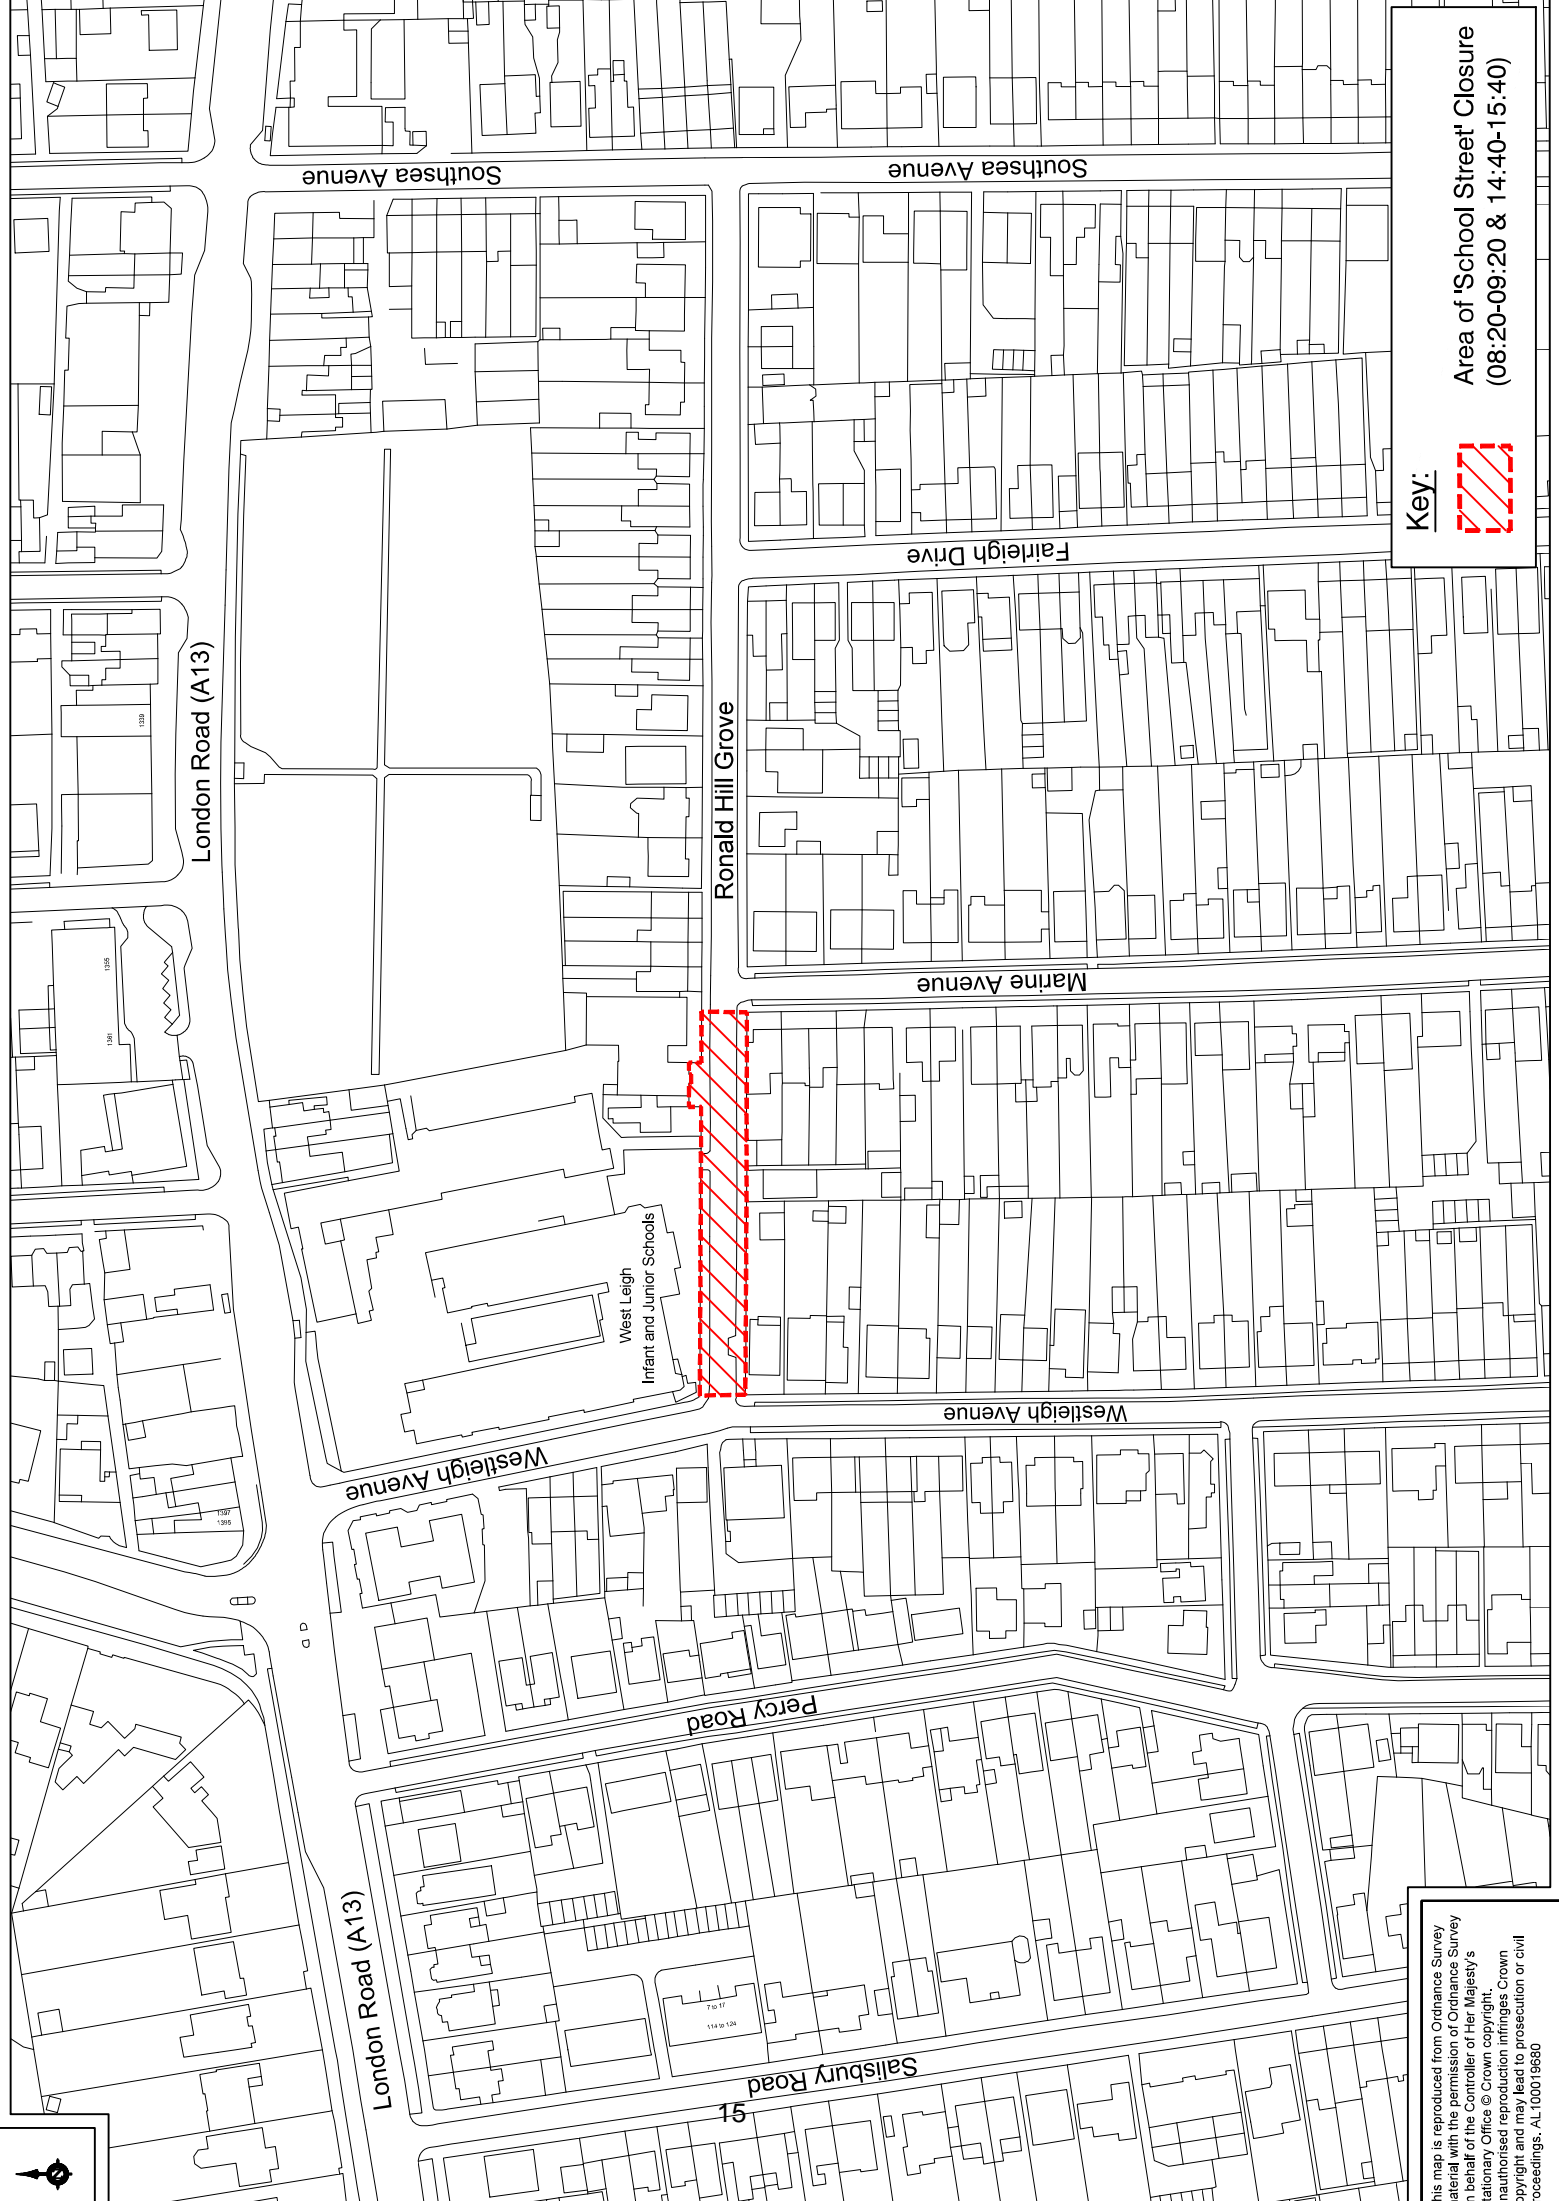 London Road (A13)
London Road (A13)
Salisbury Road
Percy Road
Westleigh Avenue
Westleigh Avenue
West Leigh
Infant and Junior Schools
Marine Avenue
Ronald Hill Grove
Fairleigh Drive
Southsea Avenue
Southsea Avenue
1397
1395
1361
1355
1339
7 to 17
114 to 124
N
Key:
Area of 'School Street' Closure
(08:20-09:20 & 14:40-15:40)
his map is reproduced from Ordnance Survey
aterial with the permission of Ordnance Survey
n behalf of the Controller of Her Majesty's
tationary Office © Crown copyright.
nauthorised reproduction infringes Crown
opyright and may lead to prosecution or civil
roceedings. AL100019680
15